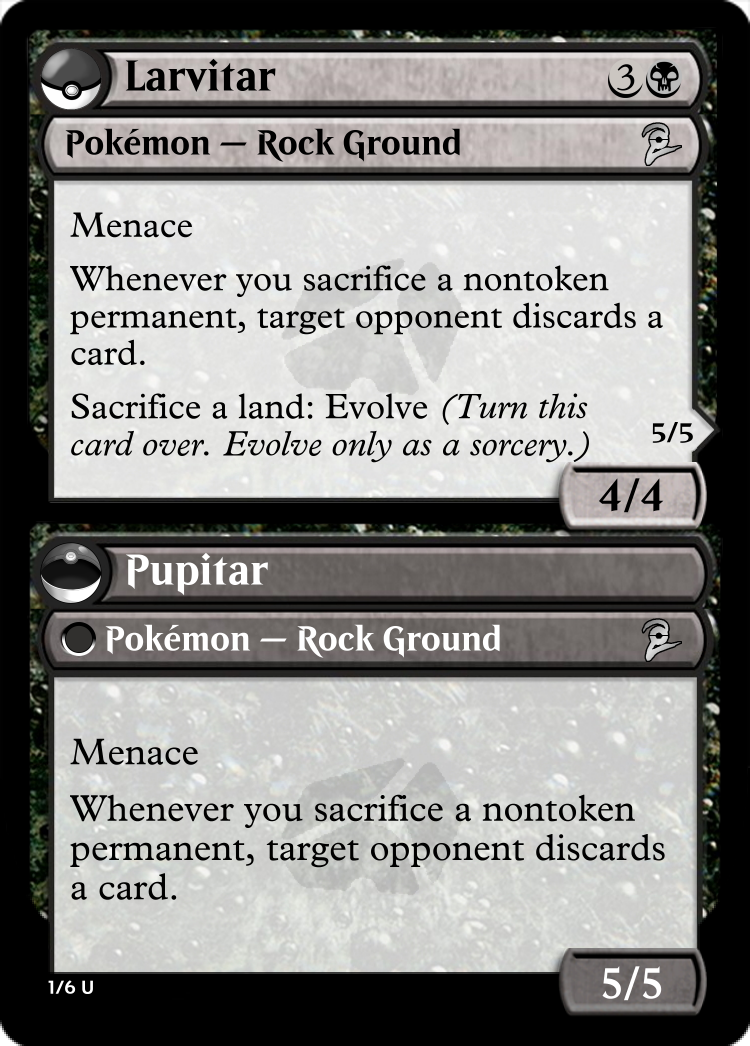 Larvitar 3
Pokémon — Rock Ground
Menace
Whenever you sacrifice a nontoken
permanent, target opponent discards a
card.
Sacrifice a land: Evolve (Turn this
card over. Evolve only as a sorcery.)
5/5
4/4
Pupitar
Pokémon — Rock Ground
Menace
Whenever you sacrifice a nontoken
permanent, target opponent discards
a card.
5/5
1/6 U